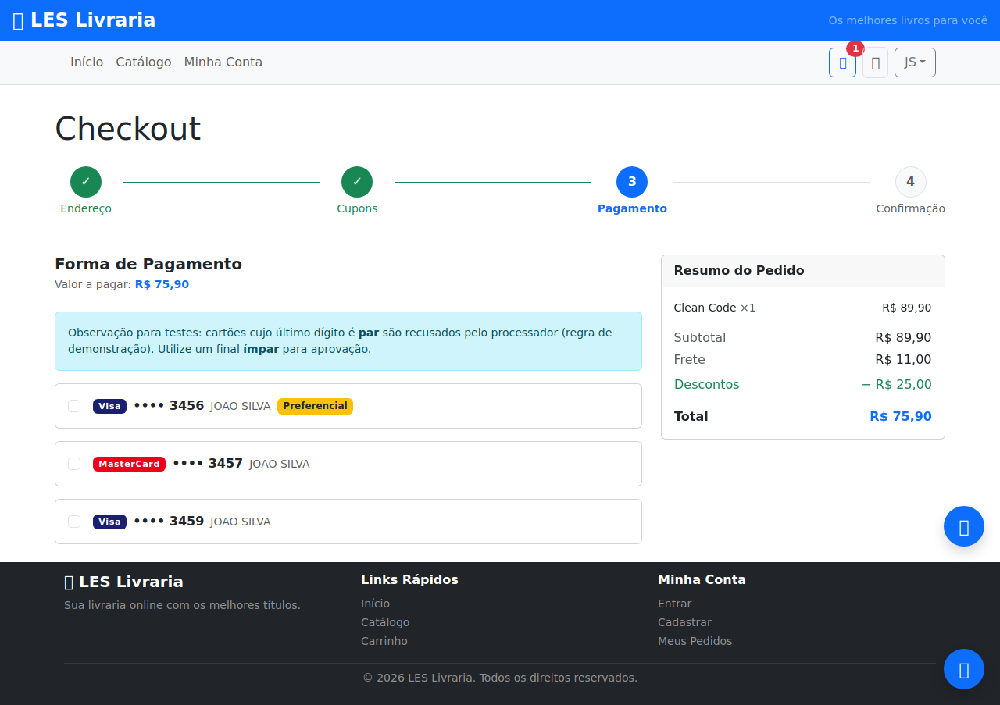 LES Livraria
Os melhores livros para você
Início Catálogo Minha Conta
1
JS
Checkout
✓ ✓ 3 4
Endereço Cupons Pagamento Confirmação
Forma de Pagamento
Valor a pagar: R$ 75,90
Observação para testes: cartões cujo último dígito é par são recusados pelo processador (regra de
demonstração). Utilize um final ímpar para aprovação.
Visa •••• 3456 JOAO SILVA Preferencial
MasterCard •••• 3457 JOAO SILVA
Visa •••• 3459 JOAO SILVA
Resumo do Pedido
Clean Code ×1 R$ 89,90
Subtotal R$ 89,90
Frete R$ 11,00
Descontos − R$ 25,00
Total R$ 75,90
LES Livraria
Sua livraria online com os melhores títulos.
Links Rápidos
Início
Catálogo
Carrinho
Minha Conta
Entrar
Cadastrar
Meus Pedidos
© 2026 LES Livraria. Todos os direitos reservados.